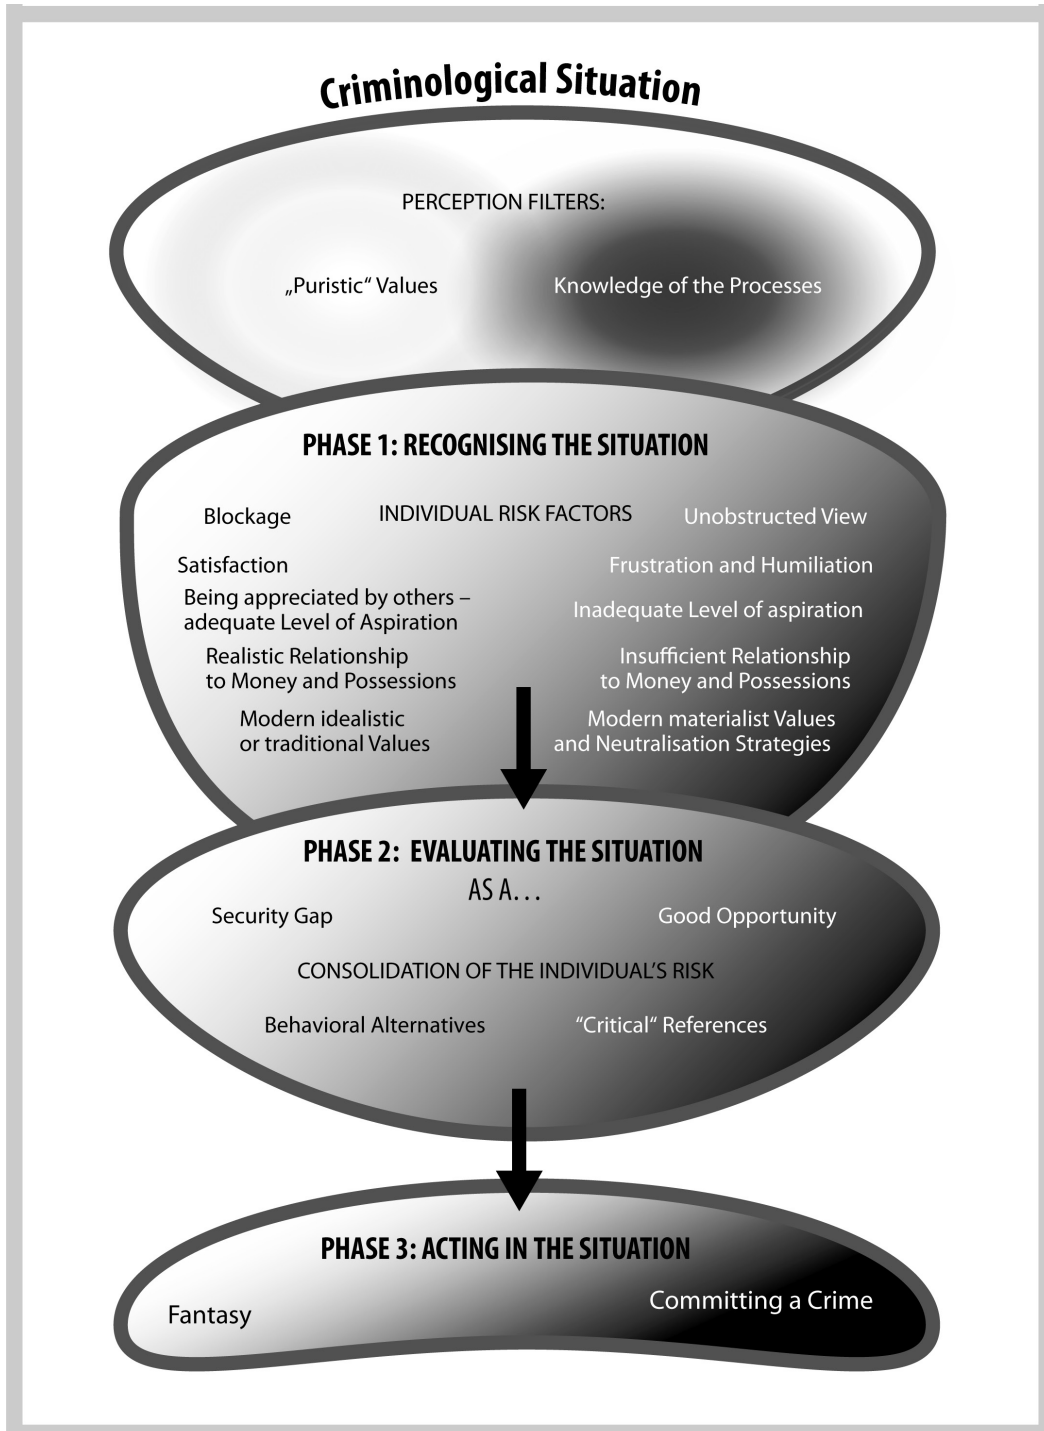 Criminological Situation
PERCEPTION FILTERS:
„Puristic“ Values
Knowledge of the Processes
PHASE 1: RECOGNISING THE SITUATION
Blockage
INDIVIDUAL RISK FACTORS
Unobstructed View
Satisfaction
Frustration and Humiliation
Being appreciated by others –
adequate Level of Aspiration
Inadequate Level of aspiration
Realistic Relationship
to Money and Possessions
Insufficient Relationship
to Money and Possessions
Modern idealistic
or traditional Values
Modern materialist Values
and Neutralisation Strategies
PHASE 2: EVALUATING THE SITUATION
AS A…
Security Gap
Good Opportunity
CONSOLIDATION OF THE INDIVIDUAL’S RISK
Behavioral Alternatives
“Critical“ References
PHASE 3: ACTING IN THE SITUATION
Fantasy
Committing a Crime